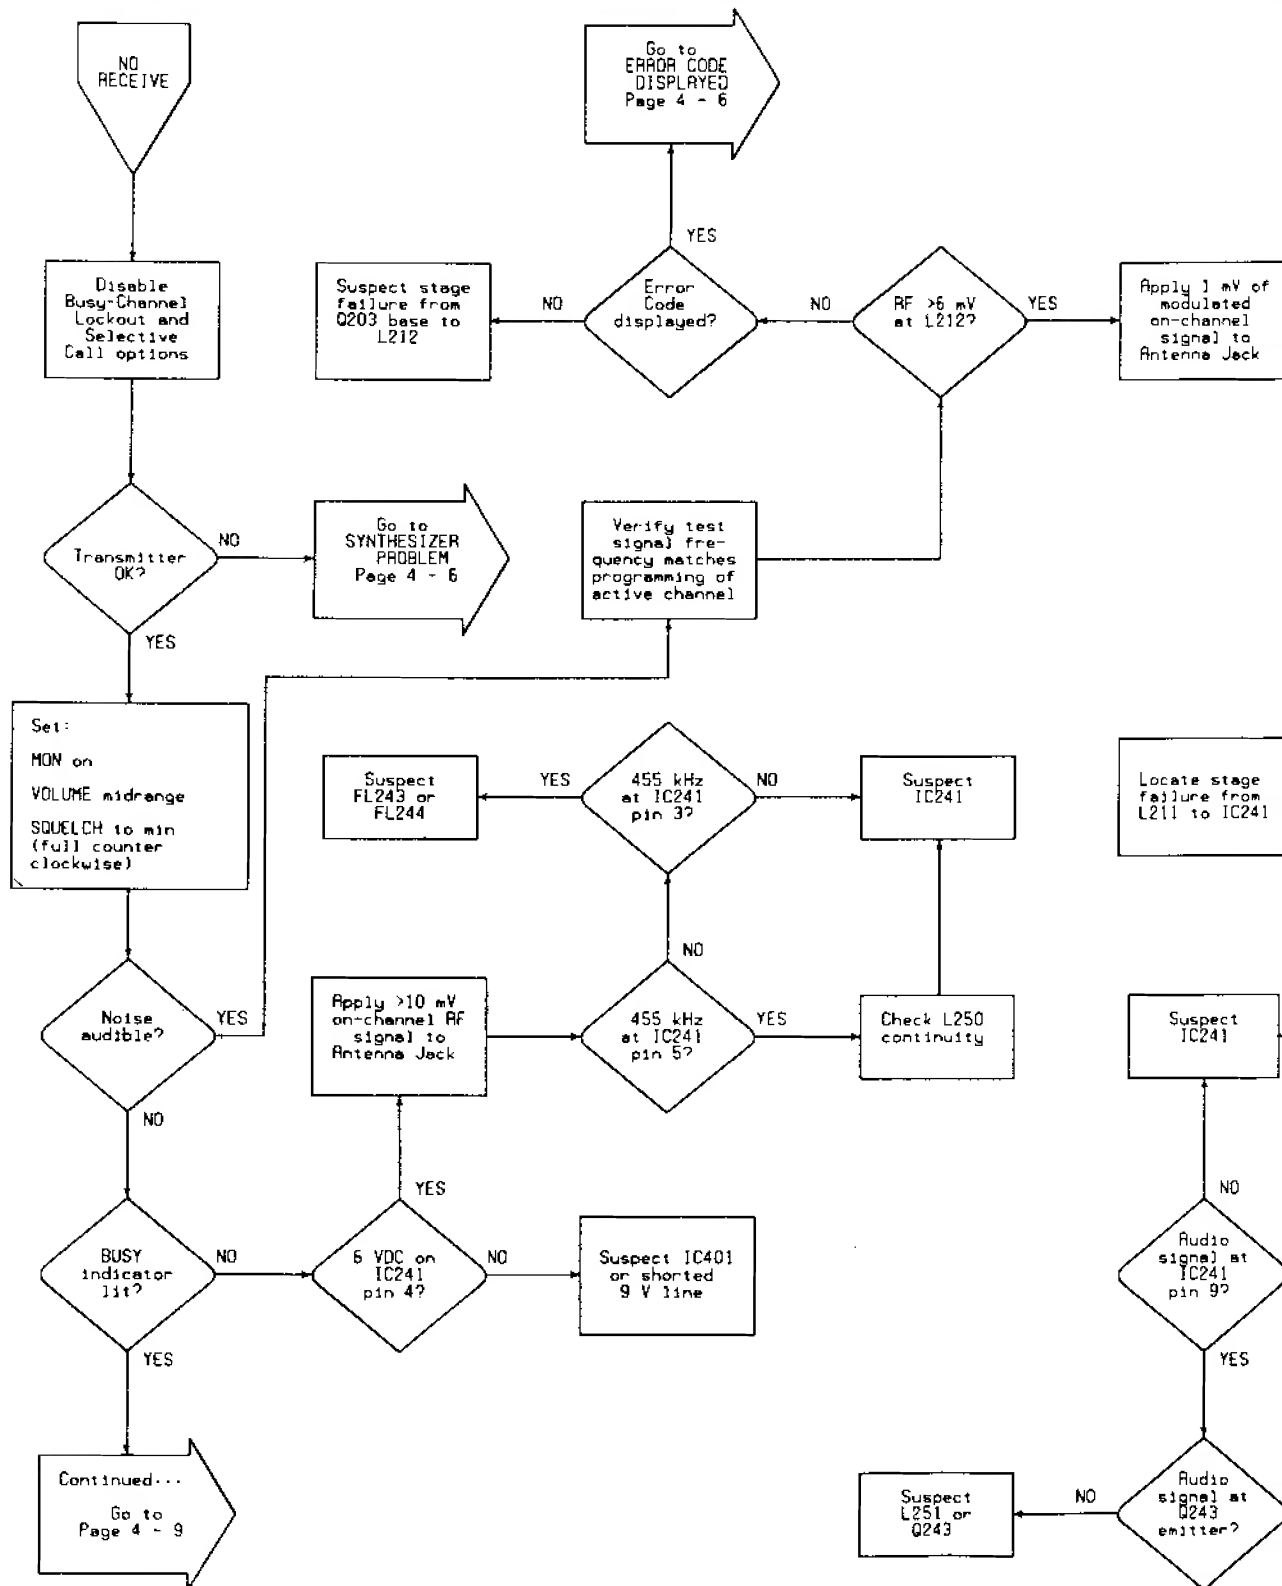 NO
RECEIVE
Go to
ERROR CODE
DISPLAYED
Page 4 - 6
YES
Disable
Busy-Channel
Lockout and
Selective
Call options
Suspect stage
failure from
Q203 base to
L212
NO
Error
Code
displayed?
NO
RF >6 mV
at L212?
YES
Apply 1 mV of
modulated
on-channel
signal to
Antenna Jack
Transmitter
OK?
NO
Go to
SYNTHESIZER
PROBLEM
Page 4 - 6
Verify test
signal fre-
quency matches
programming of
active channel
YES
Set:
MON on
VOLUME midrange
SQUELCH to min
(full counter
clockwise)
Suspect
FL243 or
FL244
YES
455 kHz
at IC241
pin 3?
NO
Suspect
IC241
Locate stage
failure from
L211 to IC241
NO
Noise
audible?
YES
Apply >10 mV
on-channel RF
signal to
Antenna Jack
455 kHz
at IC241
pin 5?
YES
Check L250
continuity
Suspect
IC241
NO
YES
NO
BUSY
indicator
lit?
NO
6 VDC on
IC241
pin 4?
NO
Suspect IC401
or shorted
9 V line
Audio
signal at
IC241
pin 9?
YES
YES
Continued...
Go to
Page 4 - 9
Suspect
L251 or
Q243
NO
Audio
signal at
Q243
emitter?